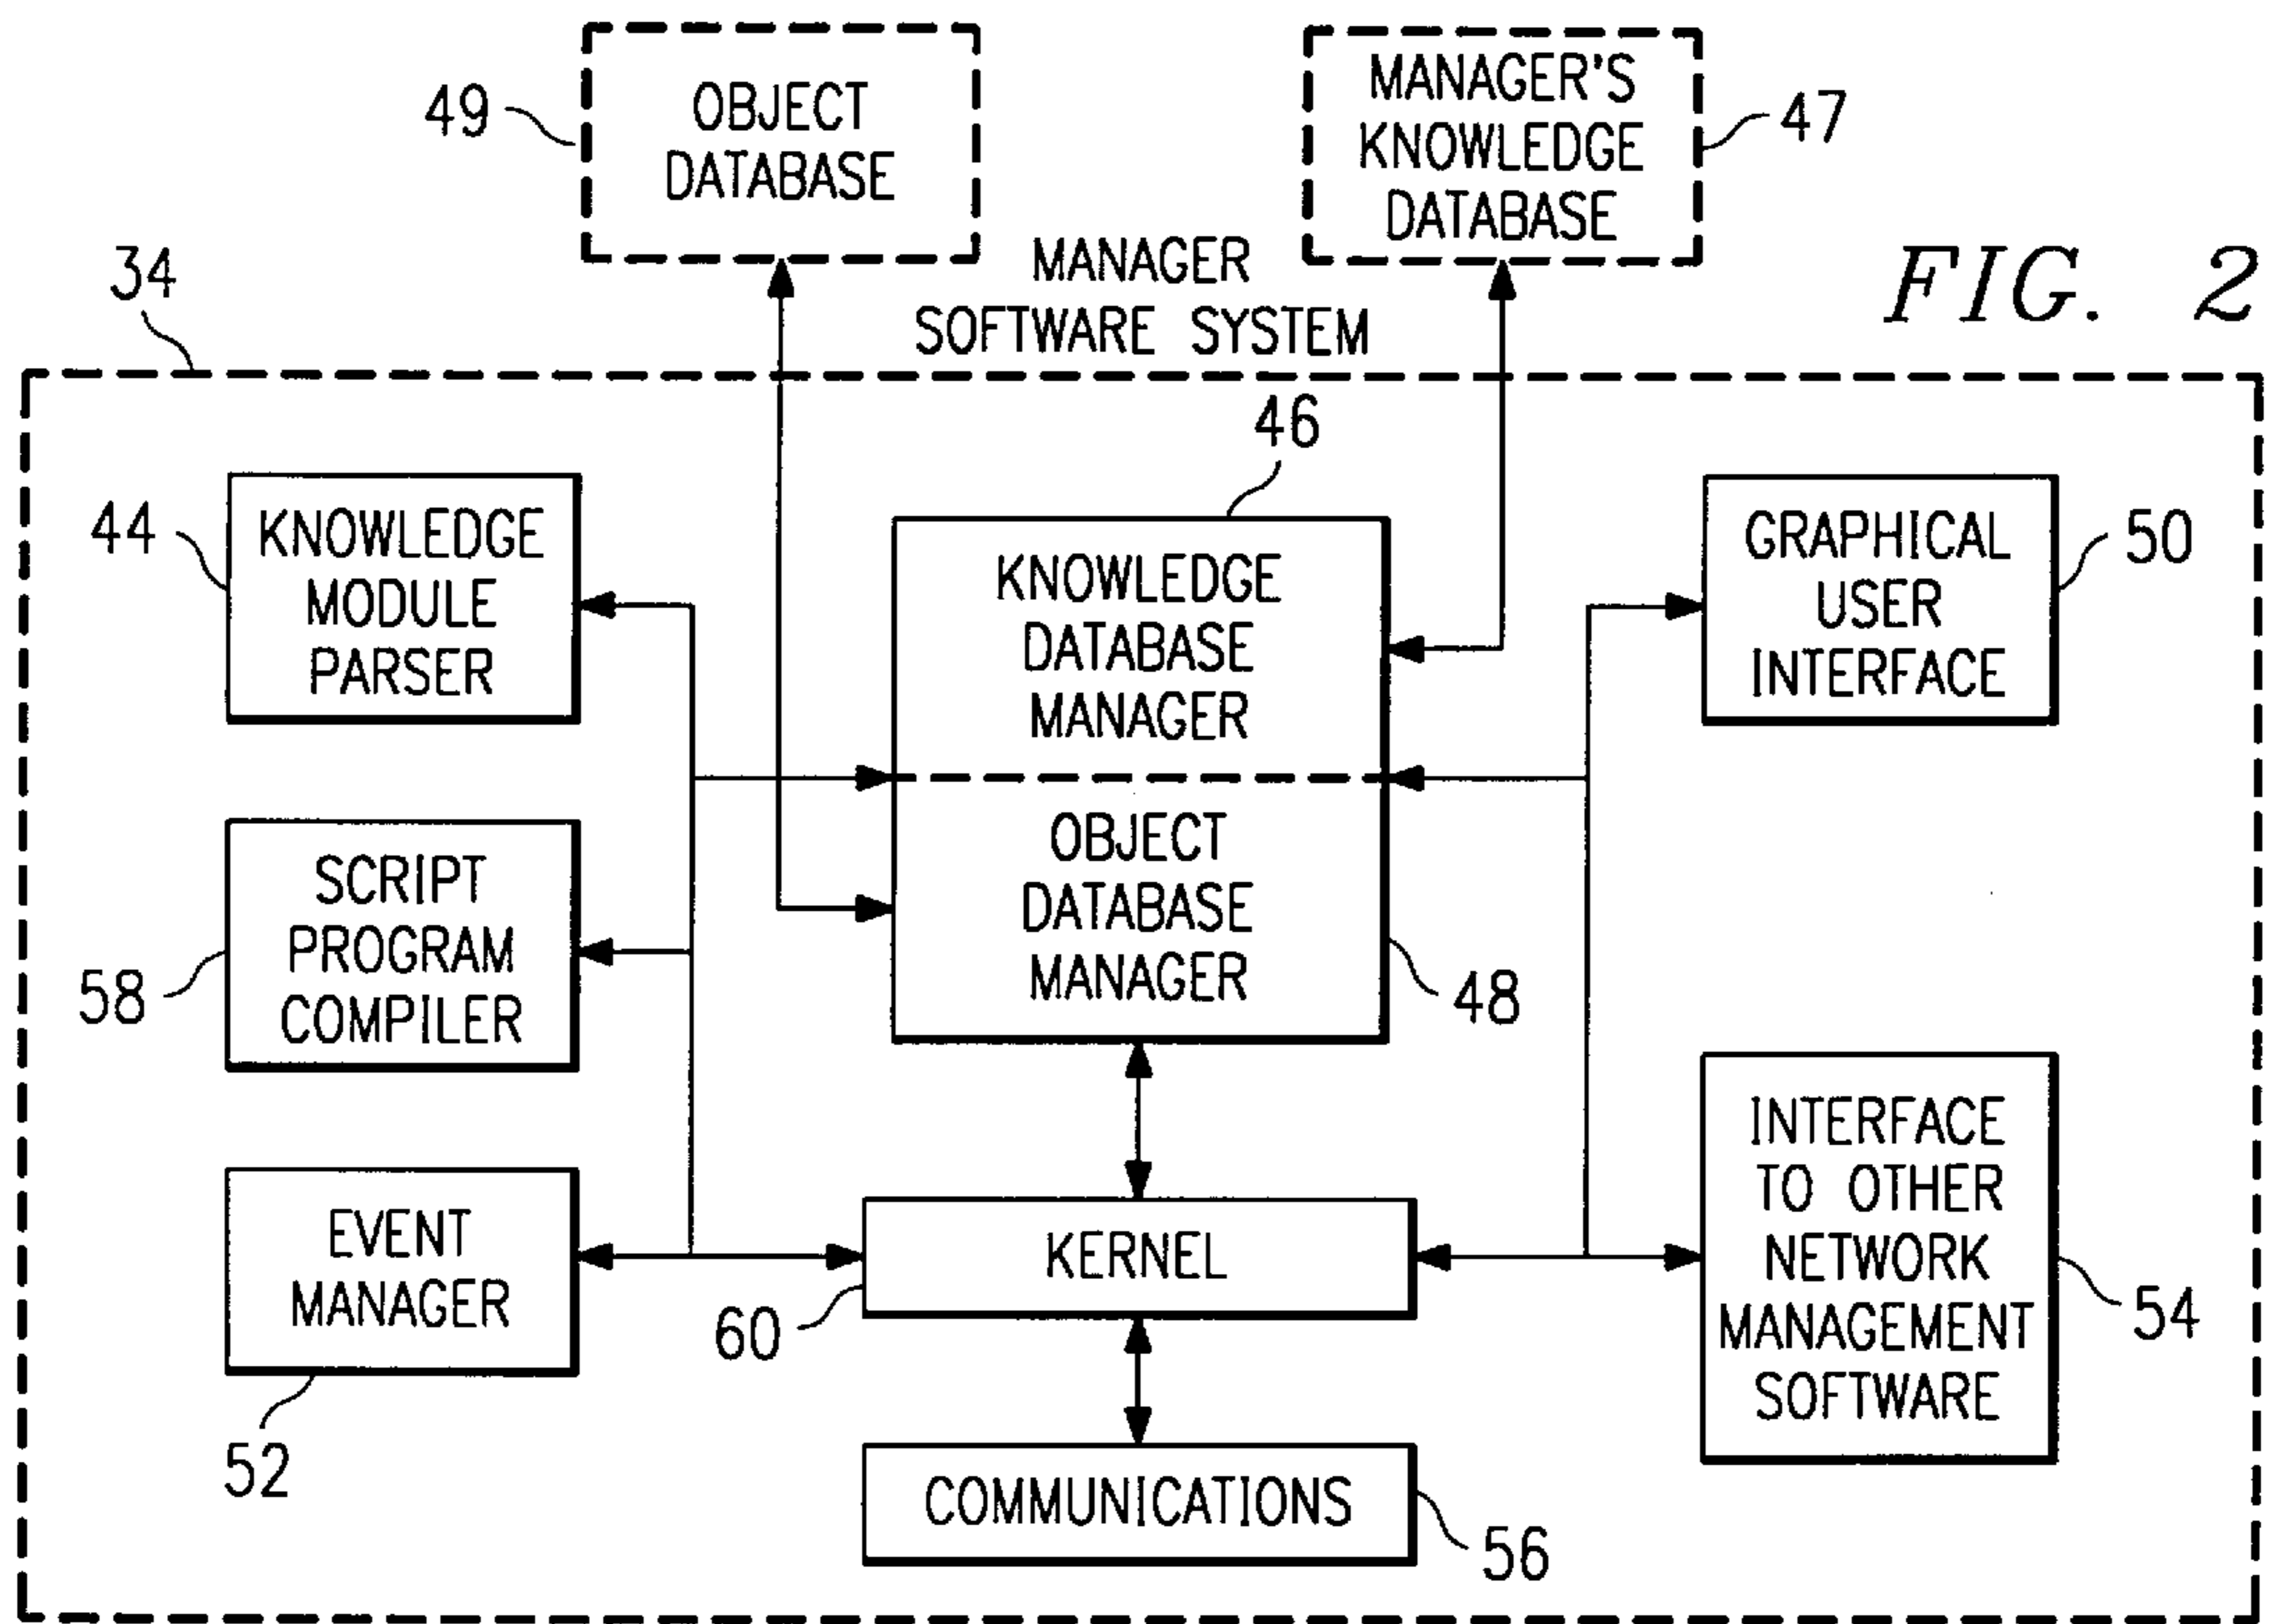 49
OBJECT
DATABASE
MANAGER'S
KNOWLEDGE
DATABASE
47
MANAGER
SOFTWARE SYSTEM
FIG. 2
34
46
44
KNOWLEDGE
MODULE
PARSER
KNOWLEDGE
DATABASE
MANAGER
GRAPHICAL
USER
INTERFACE
50
58
SCRIPT
PROGRAM
COMPILER
OBJECT
DATABASE
MANAGER
48
EVENT
MANAGER
52
KERNEL
60
INTERFACE
TO OTHER
NETWORK
MANAGEMENT
SOFTWARE
54
COMMUNICATIONS
56